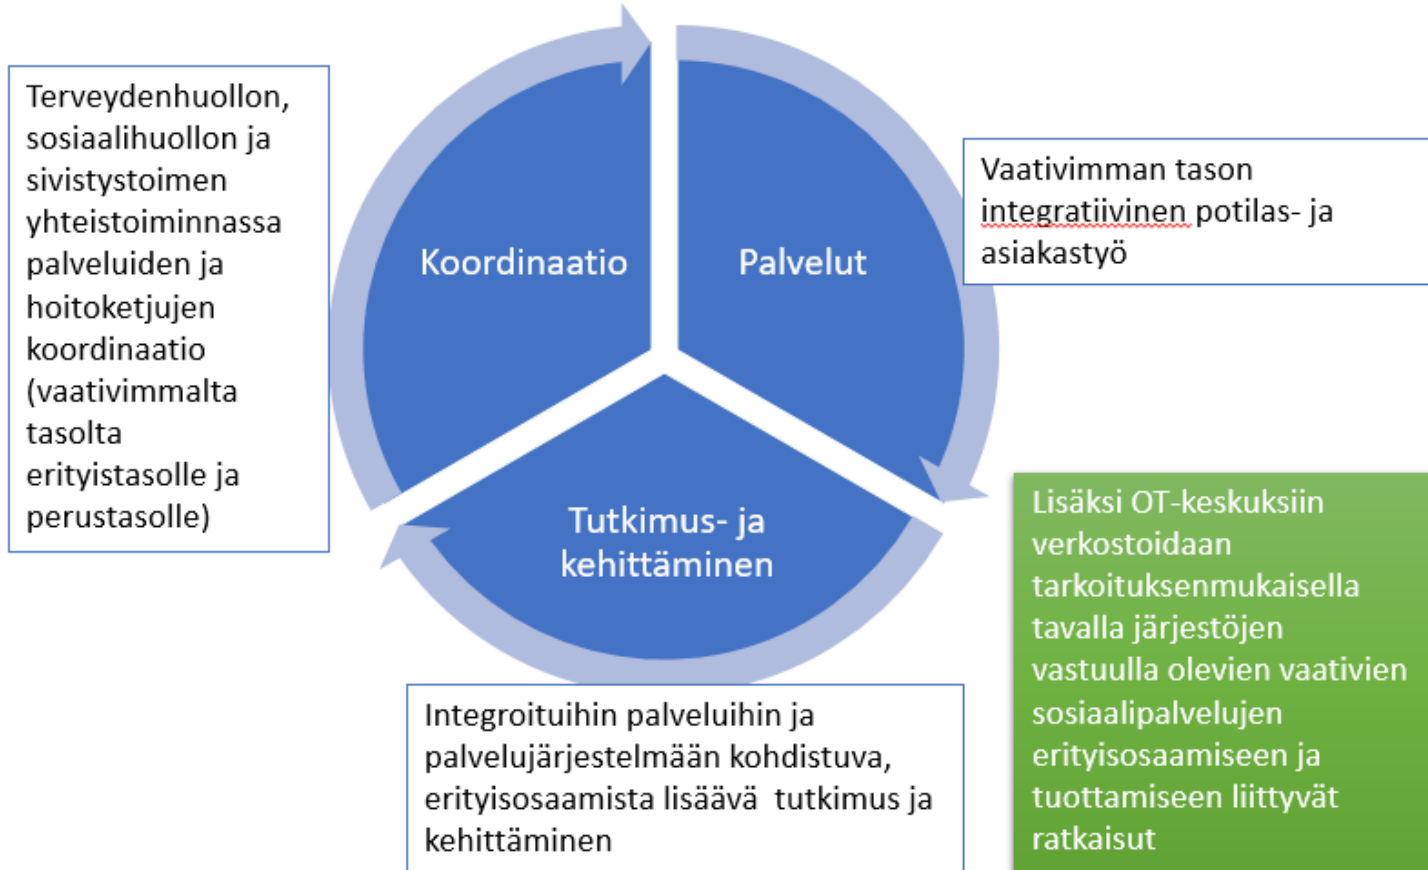 Terveydenhuollon,
sosiaalihuollon ja
sivistystoimen
yhteistoiminnassa
palveluiden ja
hoitoketjujen
koordinaatio
(vaativimmalta
tasolta
erityistasolle ja
perustasolle)
Koordinaatio
Palvelut
Vaativimman tason
integratiivinen potilas- ja
asiakastyö
Tutkimus- ja
kehittäminen
Integroituihin palveluihin ja
palvelujärjestelmään kohdistuva,
erityisosaamista lisäävä  tutkimus ja
kehittäminen
Lisäksi OT-keskuksiin
verkostoidaan
tarkoituksenmukaisella
tavalla järjestöjen
vastuulla olevien vaativien
sosiaalipalvelujen
erityisosaamiseen ja
tuottamiseen liittyvät
ratkaisut